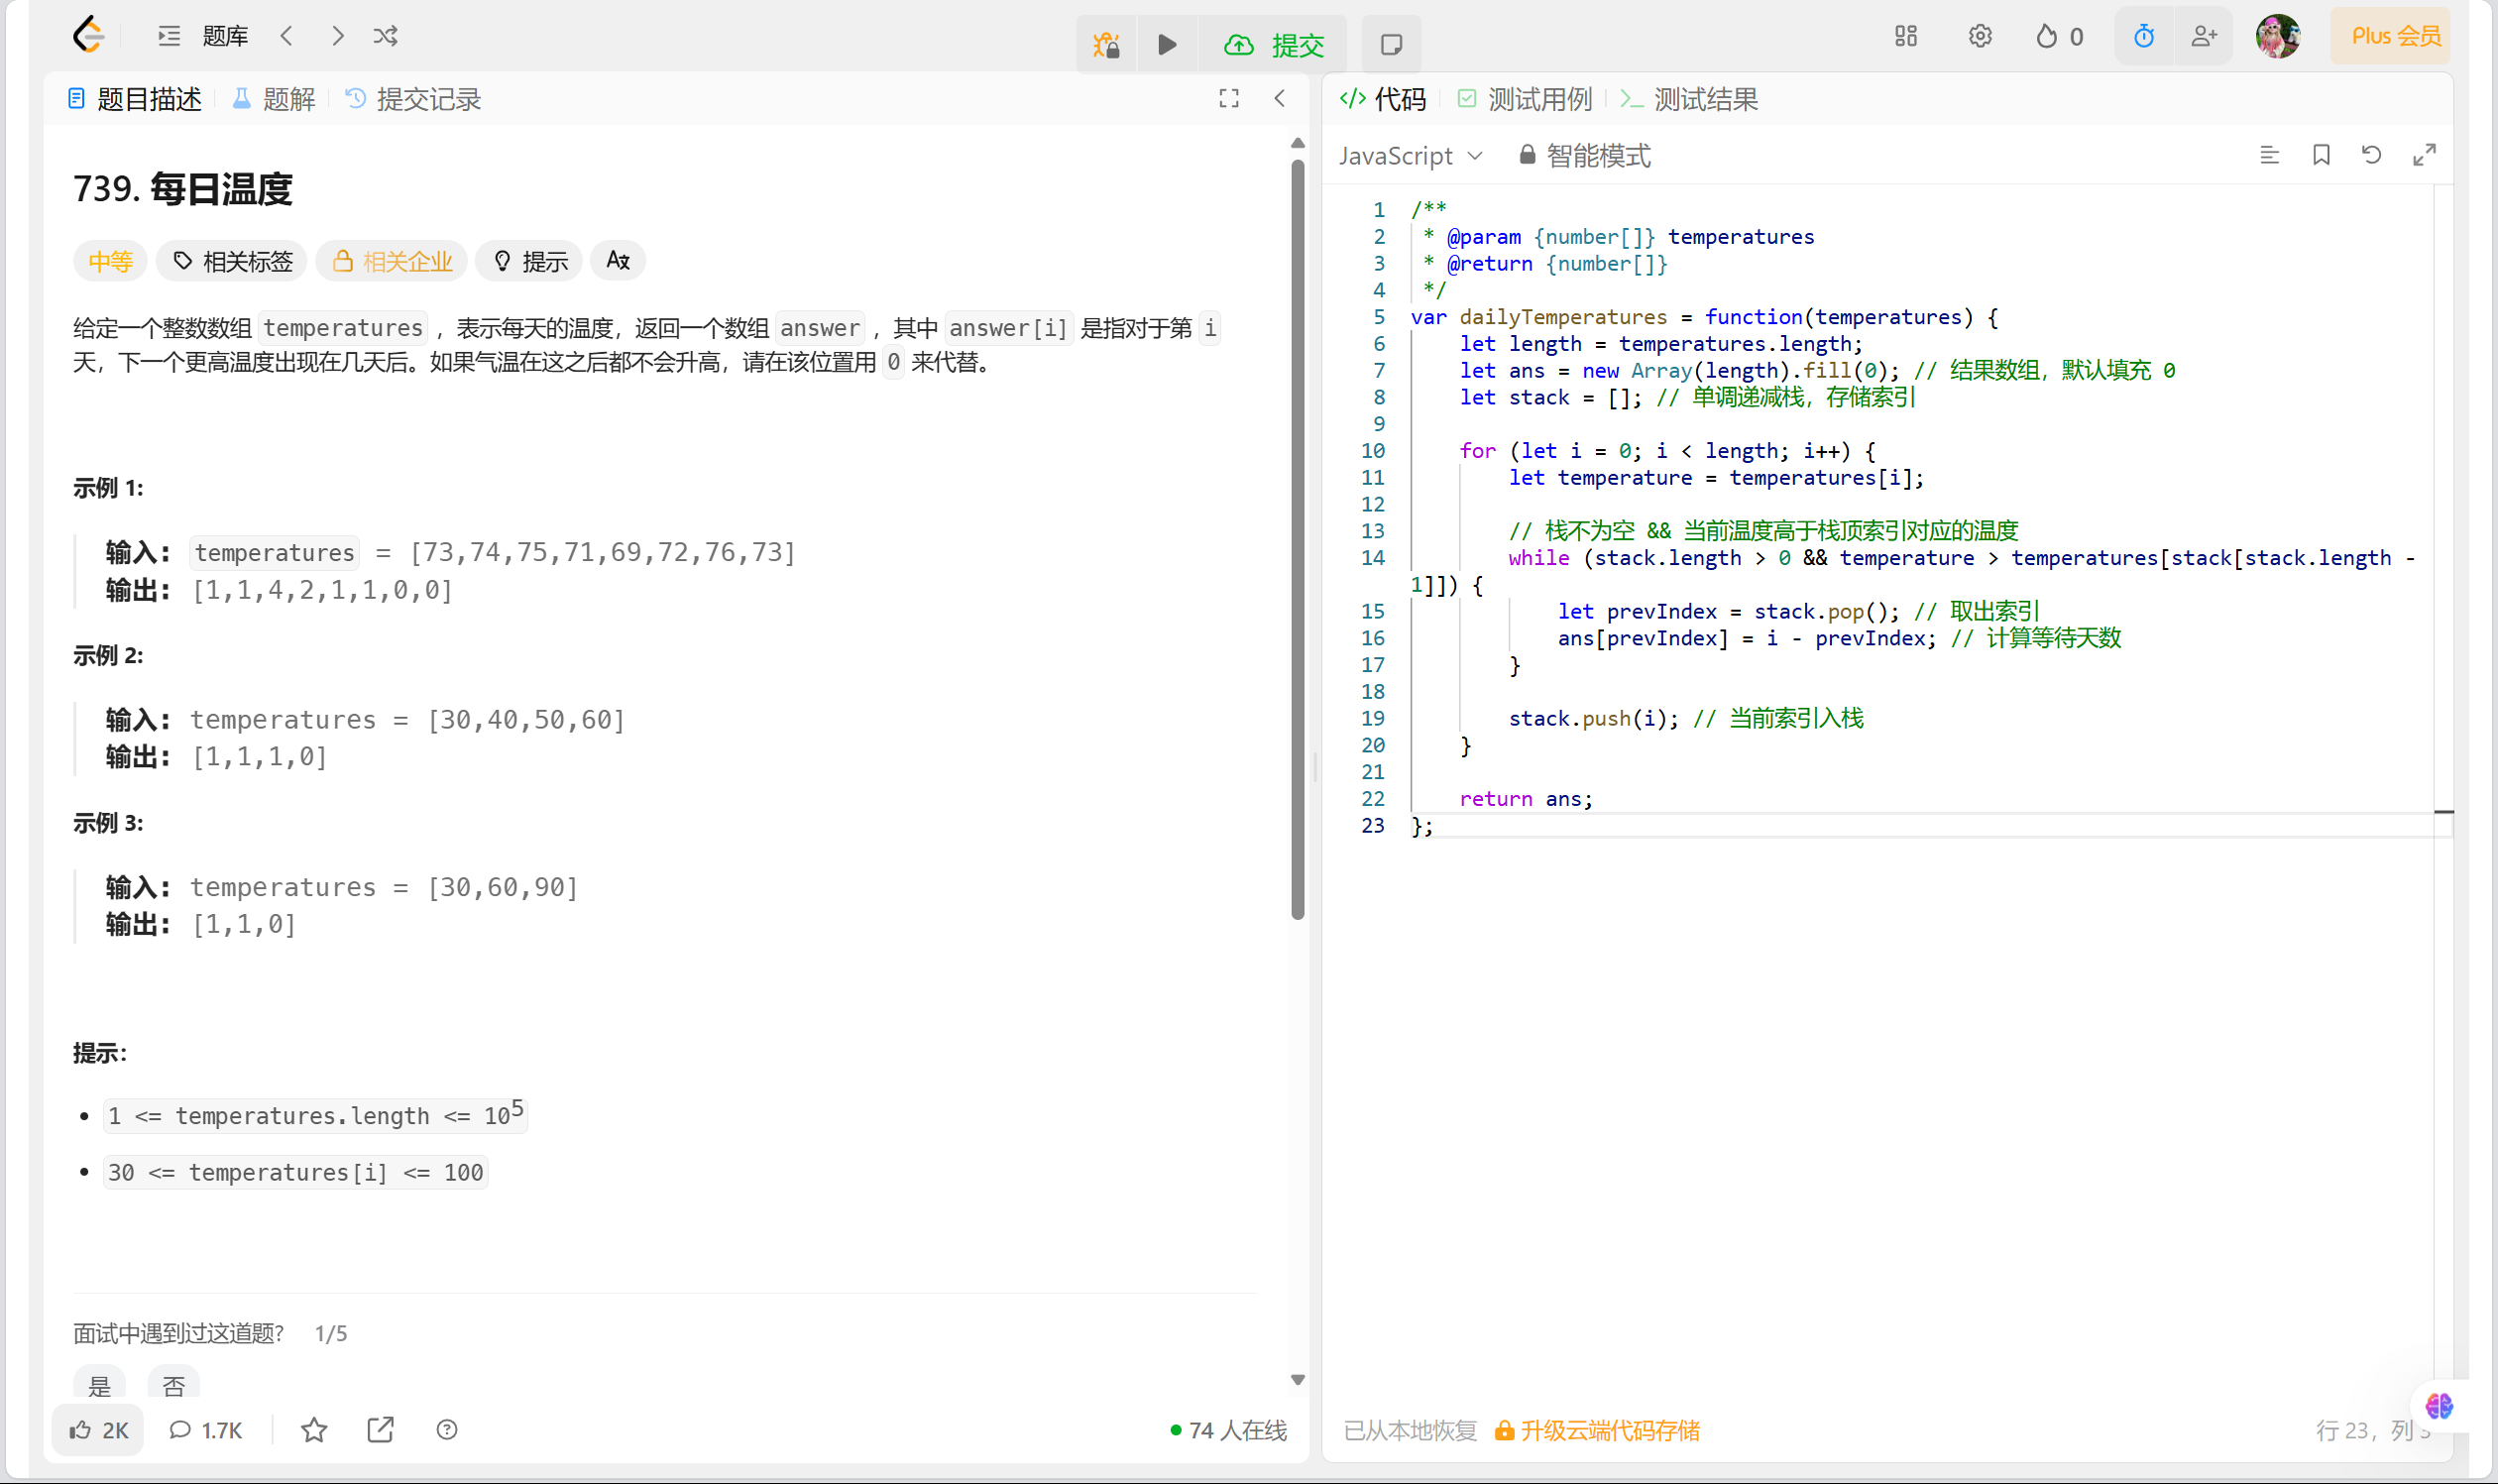 题库
提交
0
Plus 会员
题目描述
题解
提交记录
739. 每日温度
中等
相关标签
相关企业
提示
给定一个整数数组 temperatures ，表示每天的温度，返回一个数组 answer ，其中 answer[i] 是指对于第 i
天，下一个更高温度出现在几天后。如果气温在这之后都不会升高，请在该位置用 0 来代替。
示例 1:
输入: temperatures = [73,74,75,71,69,72,76,73]
输出: [1,1,4,2,1,1,0,0]
示例 2:
输入: temperatures = [30,40,50,60]
输出: [1,1,1,0]
示例 3:
输入: temperatures = [30,60,90]
输出: [1,1,0]
提示：
1 <= temperatures.length <= 10⁵
30 <= temperatures[i] <= 100
面试中遇到过这道题? 1/5
是 否
2K 1.7K
74 人在线
代码
测试用例
测试结果
JavaScript
智能模式
1 /**
2 * @param {number[]} temperatures
3 * @return {number[]}
4 */
5 var dailyTemperatures = function(temperatures) {
6 let length = temperatures.length;
7 let ans = new Array(length).fill(0); // 结果数组，默认填充 0
8 let stack = []; // 单调递减栈，存储索引
9
10 for (let i = 0; i < length; i++) {
11 let temperature = temperatures[i];
12
13 // 栈不为空 && 当前温度高于栈顶索引对应的温度
14 while (stack.length > 0 && temperature > temperatures[stack[stack.length -
1]]) {
15 let prevIndex = stack.pop(); // 取出索引
16 ans[prevIndex] = i - prevIndex; // 计算等待天数
17 }
18
19 stack.push(i); // 当前索引入栈
20 }
21
22 return ans;
23 };
已从本地恢复
升级云端代码存储
行 23，列 3